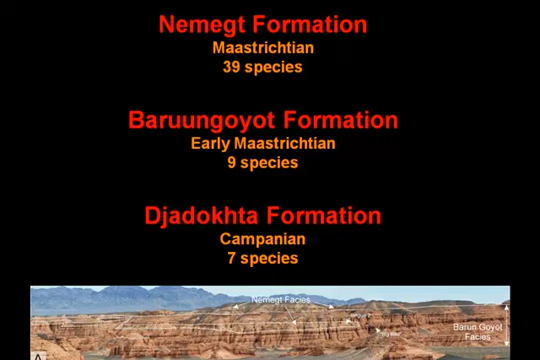 Nemegt Formation
Maastrichtian
39 species
Baruungoyot Formation
Early Maastrichtian
9 species
Djadokhta Formation
Campanian
7 species
Nemegt Facies
Barun Goyot
Facies
A